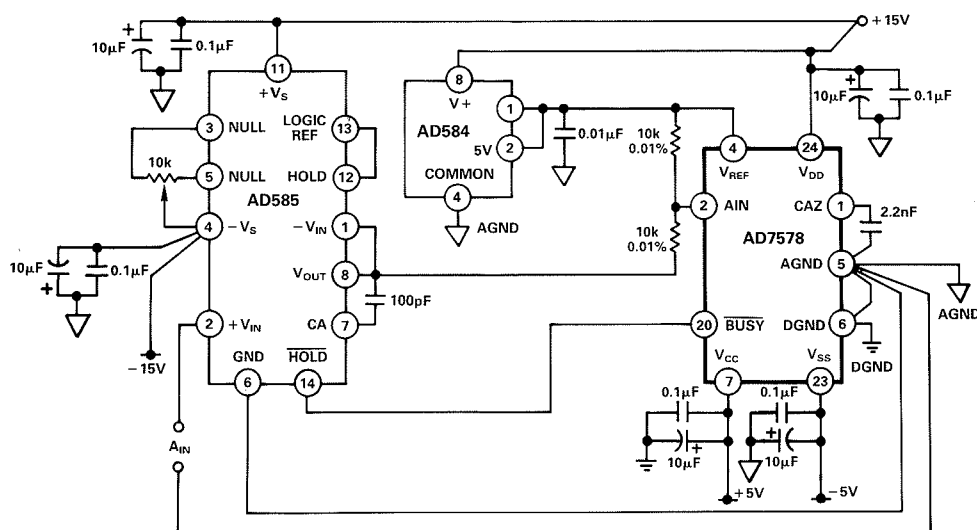 +15V
10μF
0.1μF
11
+VS
8
V+
10μF
0.1μF
3
NULL
LOGIC
REF
13
AD584
1
0.01μF
10k
0.01%
5V
2
4
VREF
24
VDD
10k
5
NULL
HOLD
12
AD585
COMMON
4
AGND
2
AIN
CAZ
1
2.2nF
AD7578
4
−VS
−VIN
1
10k
0.01%
10μF
0.1μF
VOUT
8
AGND
5
AGND
100pF
2
+VIN
CA
7
20
BUSY
DGND
6
DGND
−15V
GND
6
HOLD
14
VCC
7
VSS
23
0.1μF
0.1μF
AIN
10μF
10μF
+5V
−5V